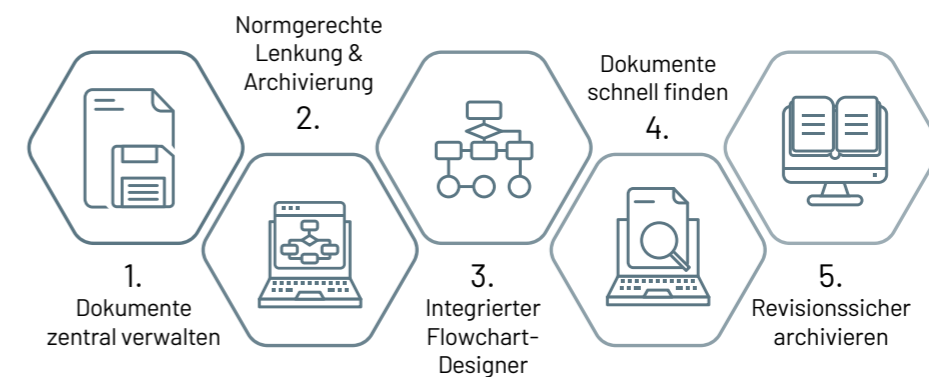 1.
Dokumente
zentral verwalten
Normgerechte
Lenkung &
Archivierung
2.
3.
Integrierter
Flowchart-
Designer
Dokumente
schnell finden
4.
5.
Revisionssicher
archivieren